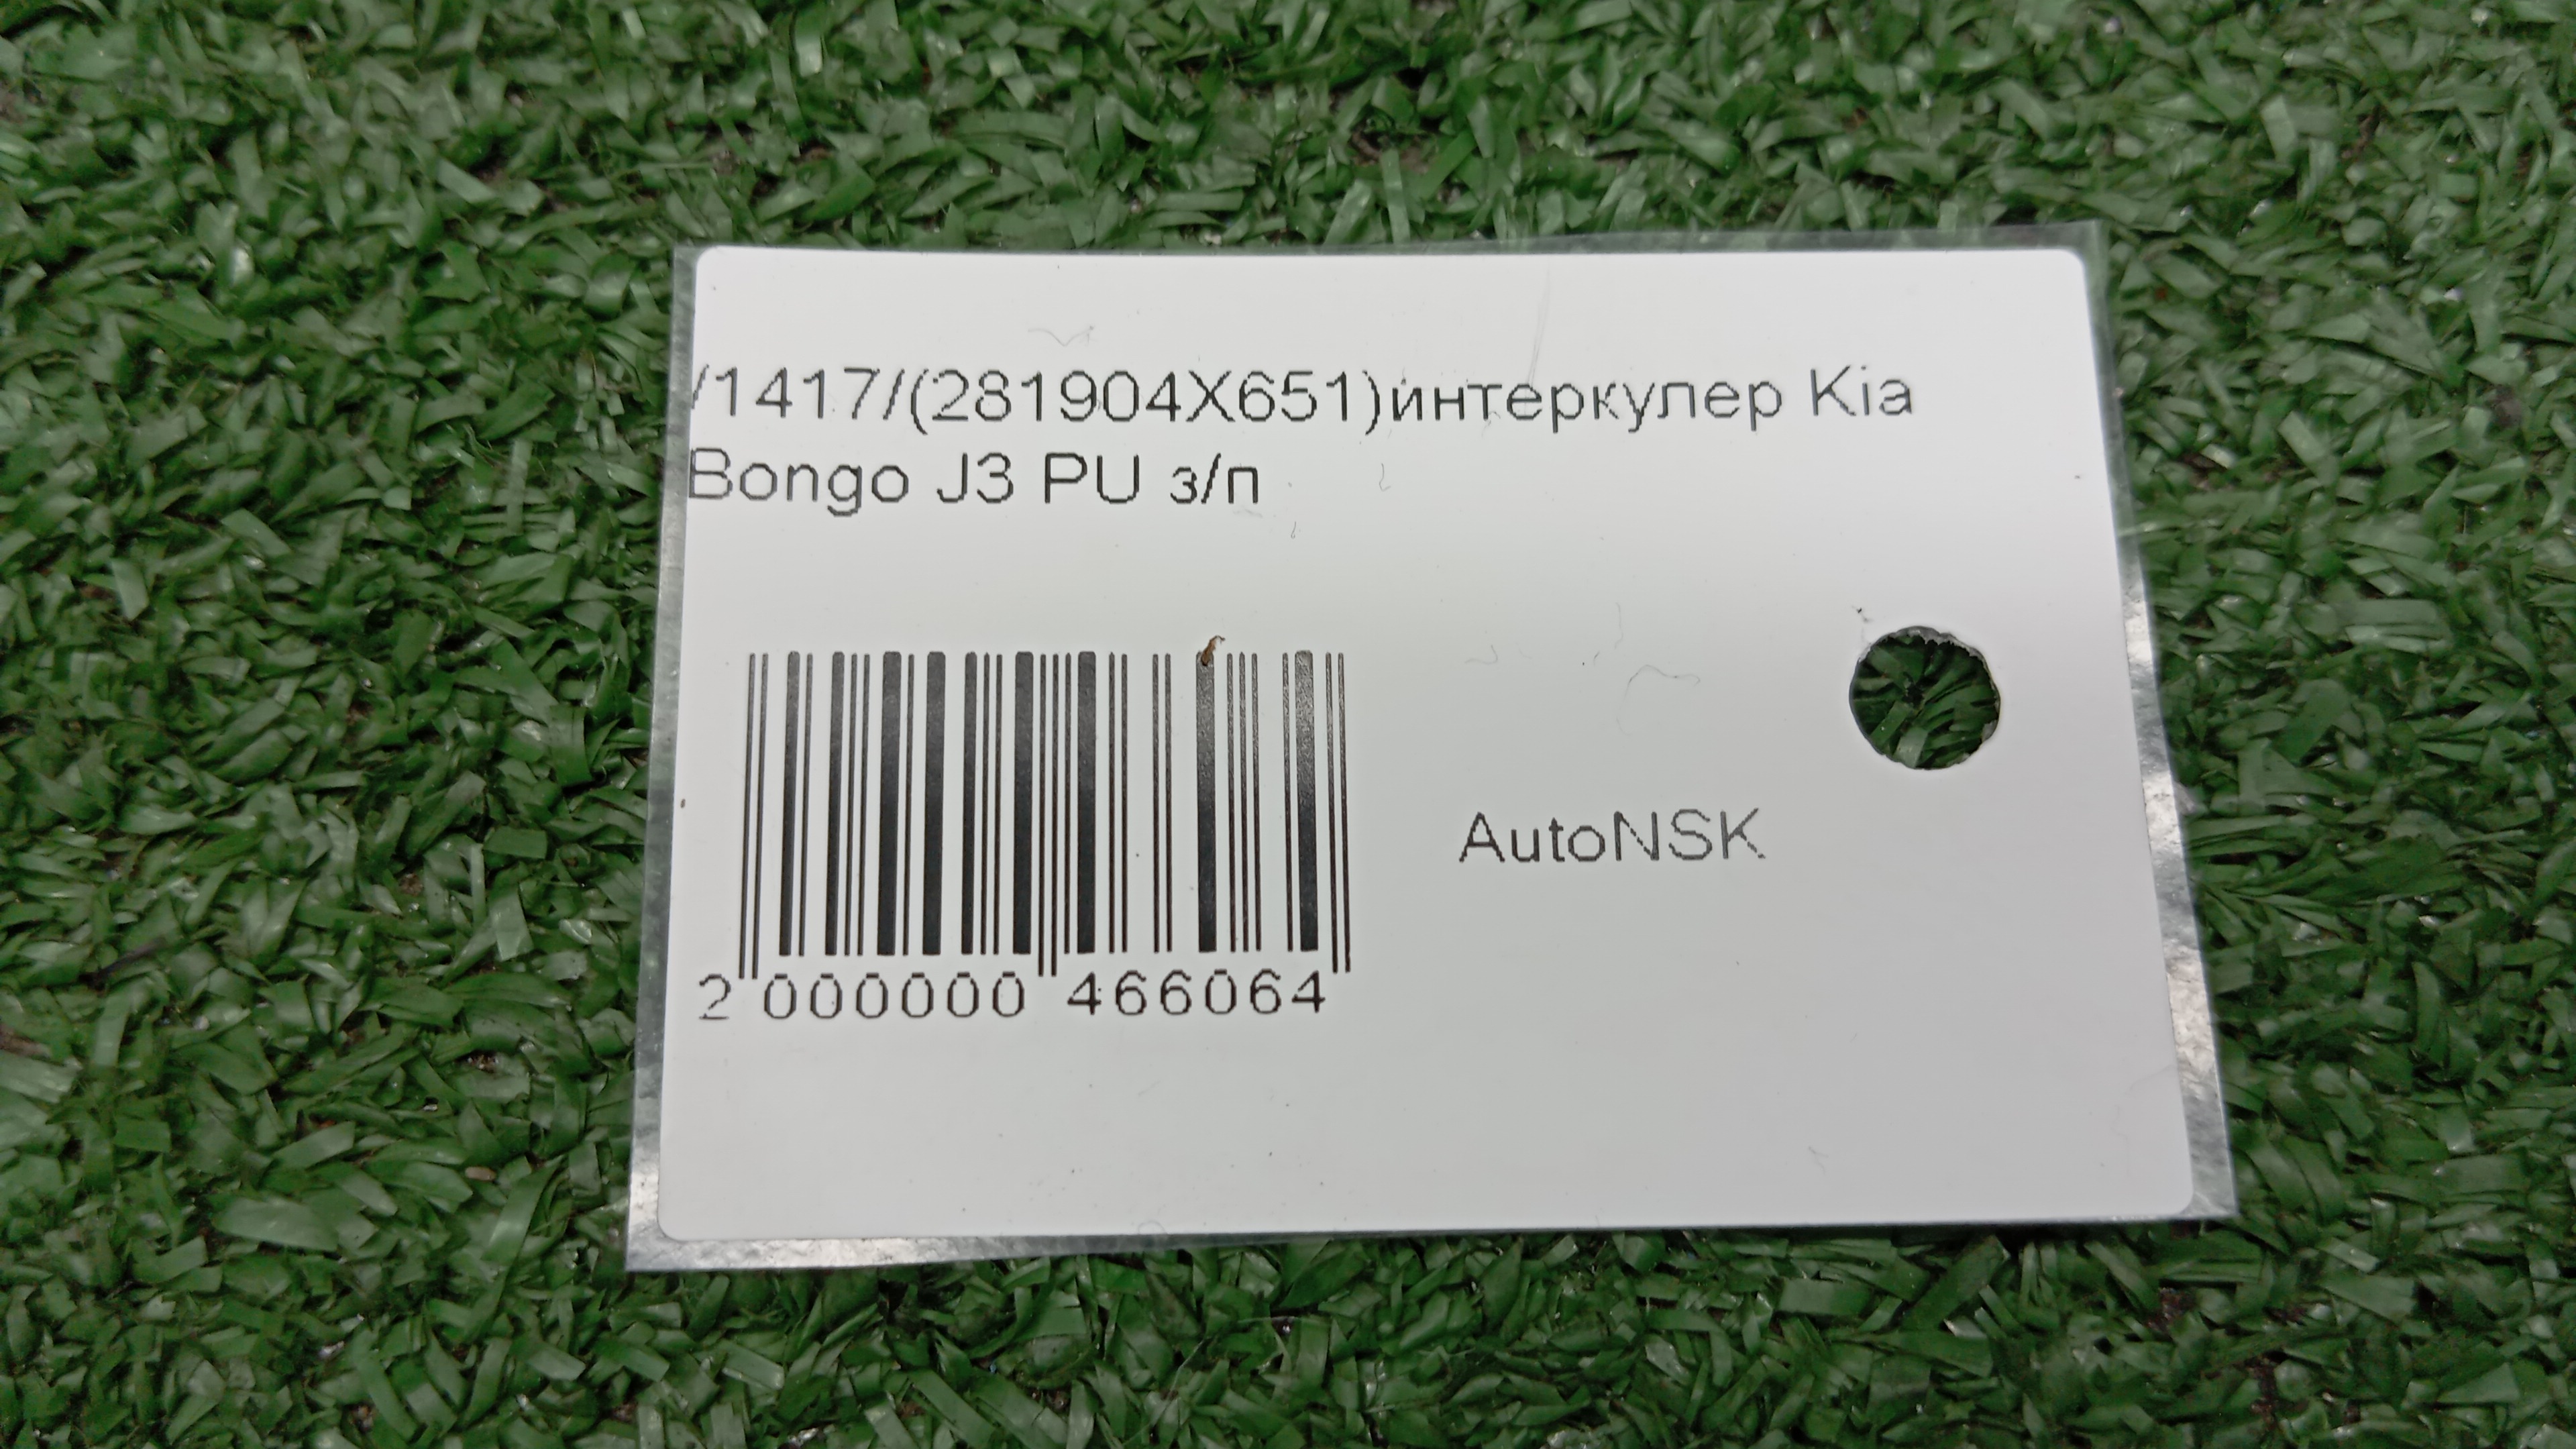 /1417/(281904X651)интеркулер Kia
Bongo J3 PU з/п
AutoNSK
2 000000 466064